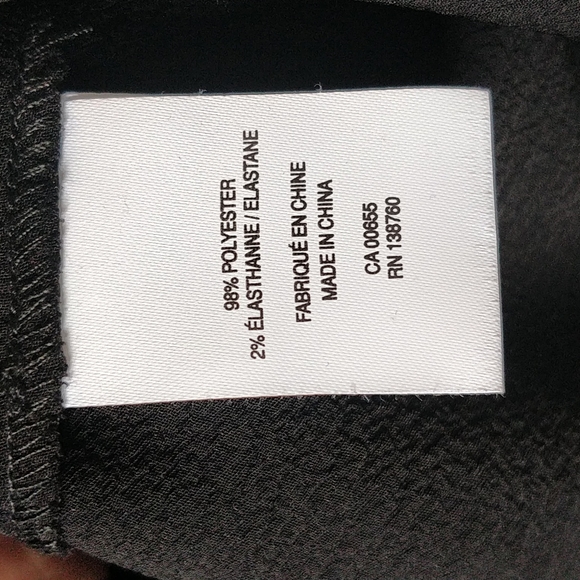 98% POLYESTER
2% ÉLASTHANNE / ELASTANE
FABRIQUÉ EN CHINE
MADE IN CHINA
CA 00655
RN 138760